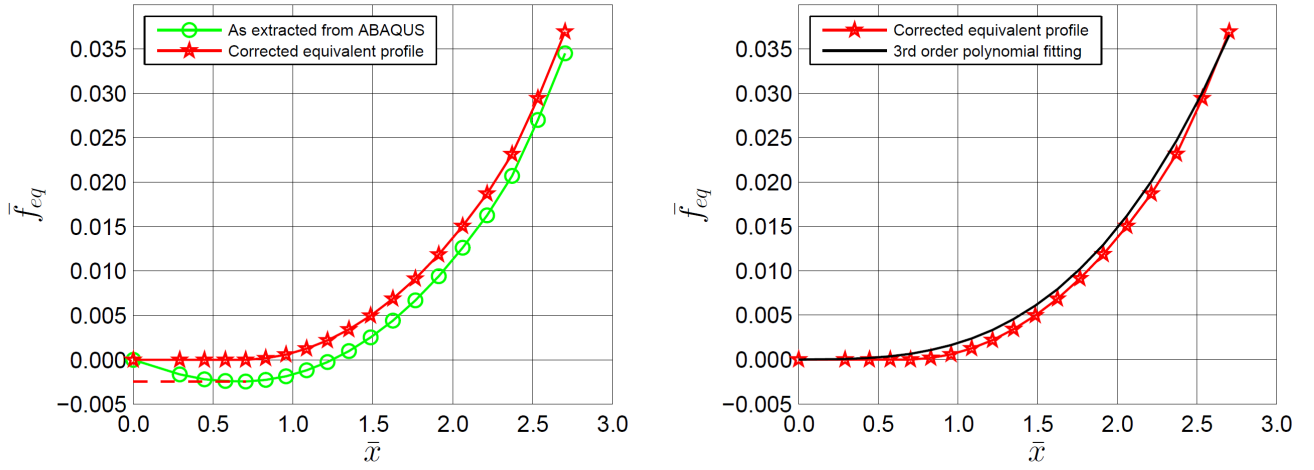 As extracted from ABAQUS
Corrected equivalent profile
0.035
0.030
0.025
0.020
0.015
0.010
0.005
0.000
−0.005
0.0 0.5 1.0 1.5 2.0 2.5 3.0
x̄
f̄eq
Corrected equivalent profile
3rd order polynomial fitting
0.035
0.030
0.025
0.020
0.015
0.010
0.005
0.000
−0.005
0.0 0.5 1.0 1.5 2.0 2.5 3.0
x̄
f̄eq